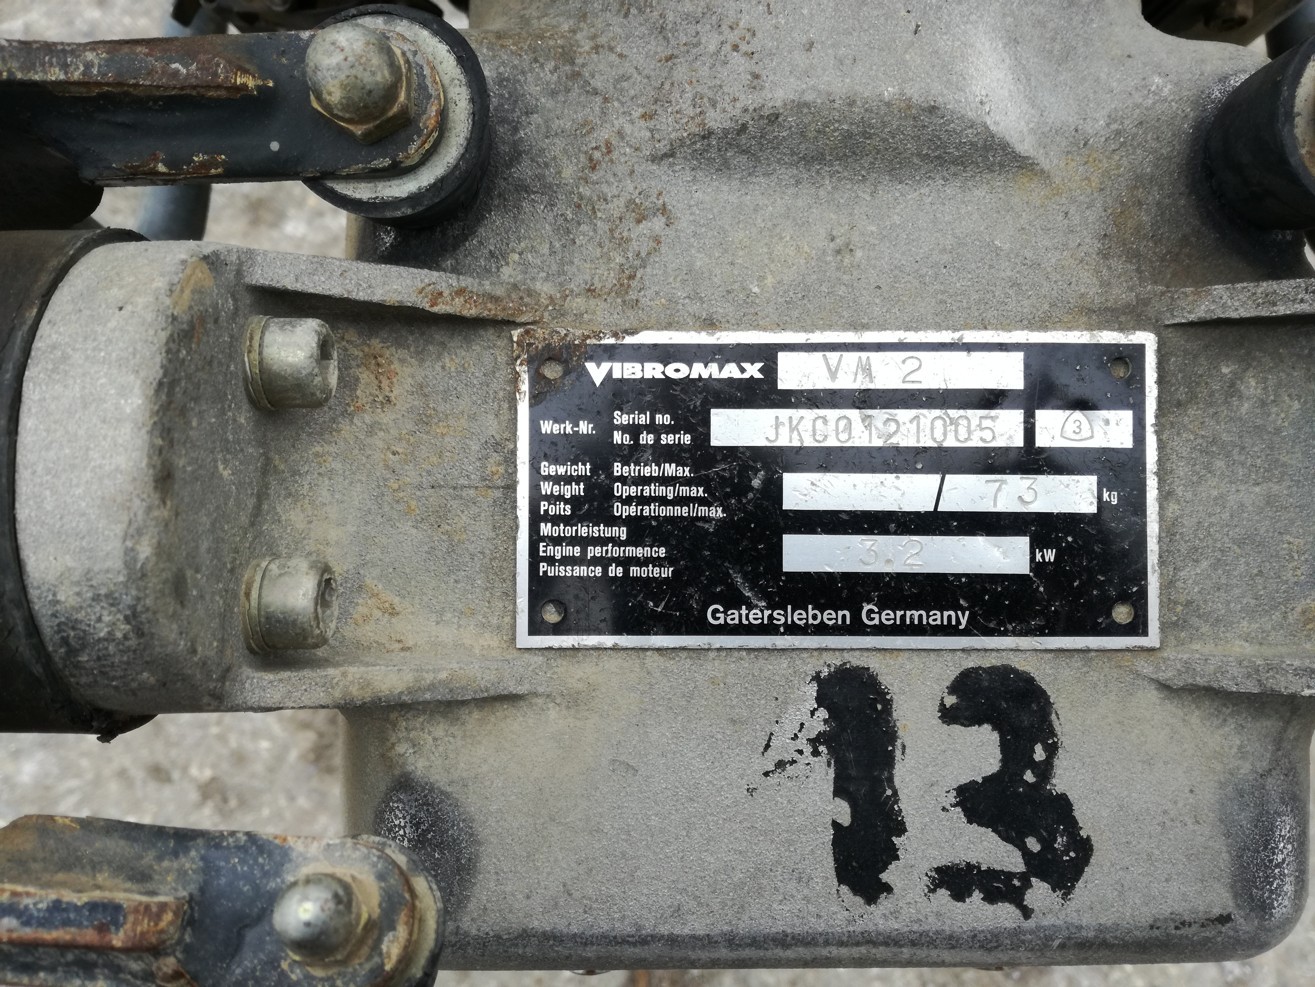 VIBROMAX VM 2
Werk-Nr. Serial no. JKC0121005 3
No. de serie
Gewicht Betrieb/Max.
Weight Operating/max. / 73 kg
Poits Opérationnel/max.
Motorleistung
Engine performence 3.2 kW
Puissance de moteur
Gatersleben Germany
13